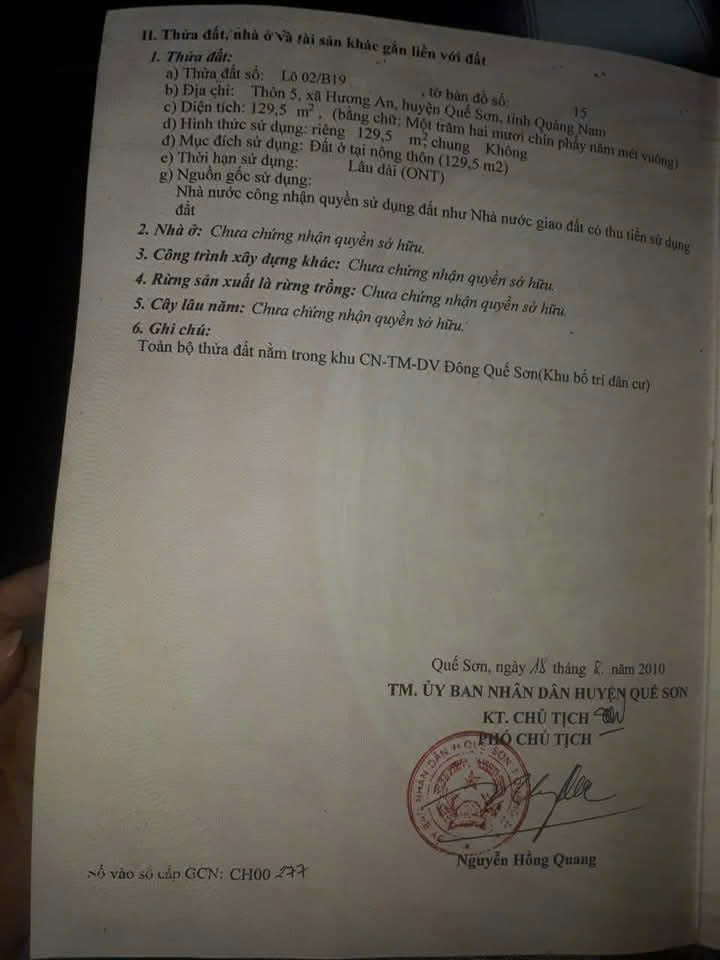 II. Thửa đất, nhà ở và tài sản khác gắn liền với đất
1. Thửa đất:
a) Thửa đất số: Lô 02/B19 , tờ bản đồ số: 15
b) Địa chỉ: Thôn 5, xã Hương An, huyện Quế Sơn, tỉnh Quảng Nam
c) Diện tích: 129,5 m², (bằng chữ: Một trăm hai mươi chín phẩy năm mét vuông)
d) Hình thức sử dụng: riêng 129,5 m²; chung Không
đ) Mục đích sử dụng: Đất ở tại nông thôn (129,5 m2)
e) Thời hạn sử dụng: Lâu dài (ONT)
g) Nguồn gốc sử dụng:
Nhà nước công nhận quyền sử dụng đất như Nhà nước giao đất có thu tiền sử dụng
đất
2. Nhà ở: Chưa chứng nhận quyền sở hữu.
3. Công trình xây dựng khác: Chưa chứng nhận quyền sở hữu.
4. Rừng sản xuất là rừng trồng: Chưa chứng nhận quyền sở hữu.
5. Cây lâu năm: Chưa chứng nhận quyền sở hữu.
6. Ghi chú:
Toàn bộ thửa đất nằm trong khu CN-TM-DV Đông Quế Sơn(Khu bố trí dân cư)
Quế Sơn, ngày 18 tháng 8 năm 2010
TM. ỦY BAN NHÂN DÂN HUYỆN QUẾ SƠN
KT. CHỦ TỊCH
PHÓ CHỦ TỊCH
Nguyễn Hồng Quang
Số vào sổ cấp GCN: CH00 277